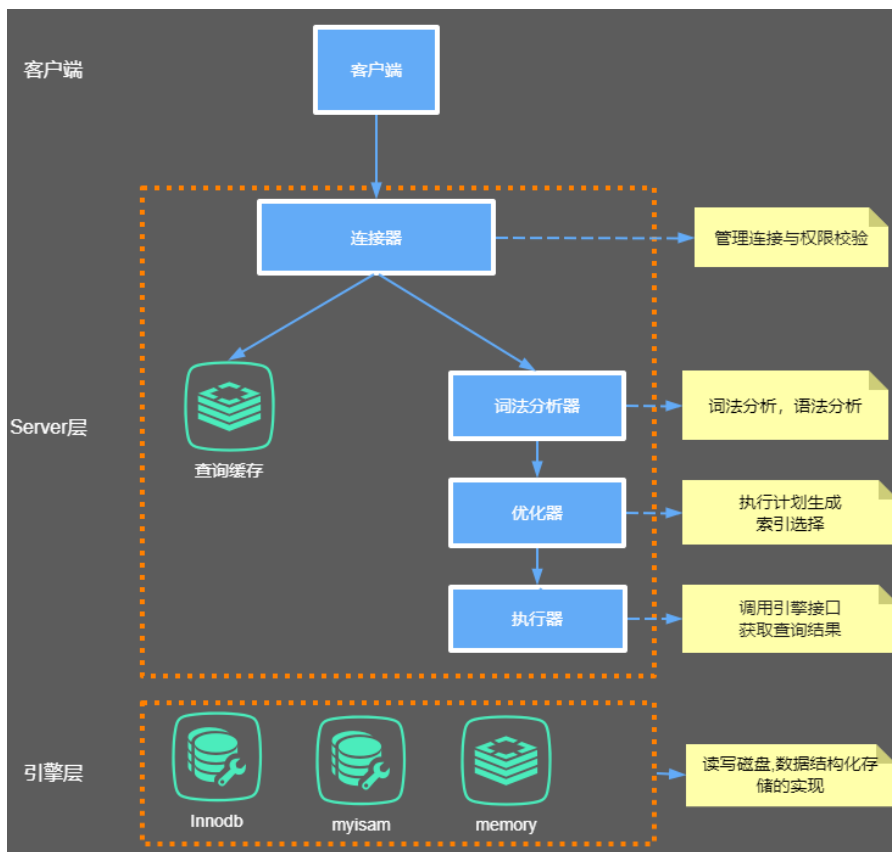 客户端
客户端
连接器
管理连接与权限校验
Server层
查询缓存
词法分析器
词法分析，语法分析
优化器
执行计划生成
索引选择
执行器
调用引擎接口
获取查询结果
引擎层
Innodb
myisam
memory
读写磁盘,数据结构化存
储的实现